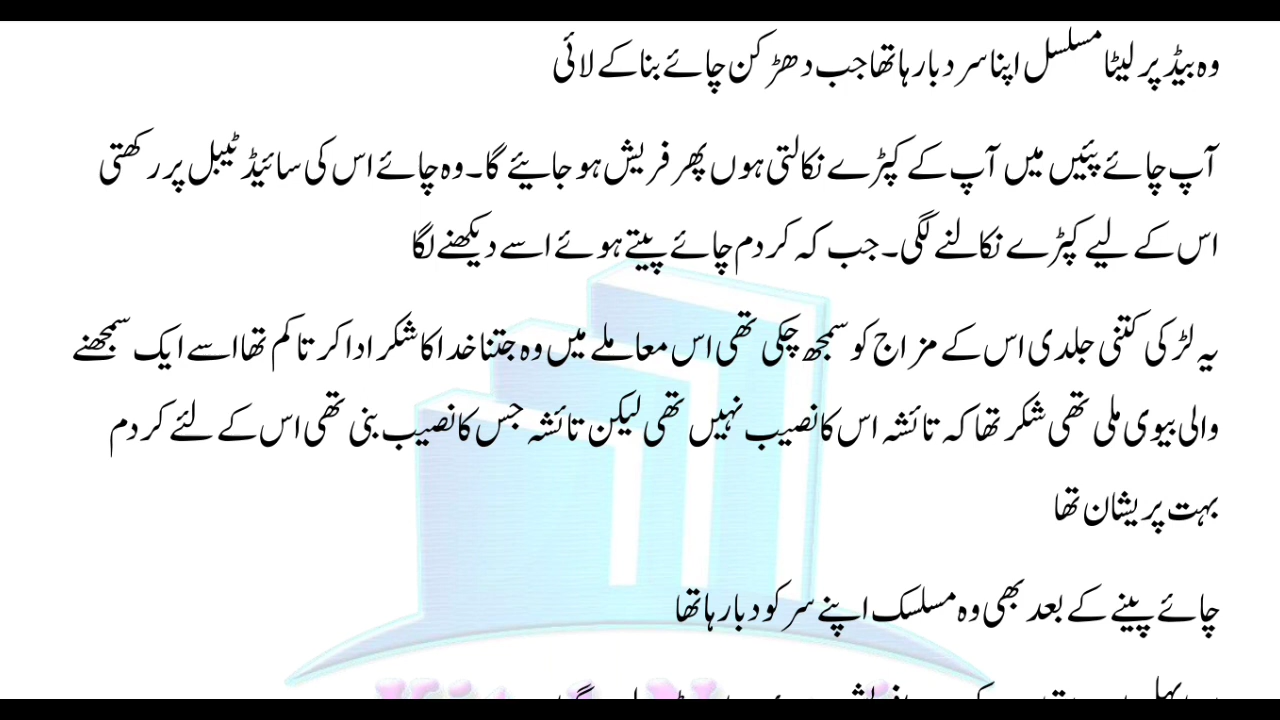 وہ بیڈ پر لیٹا مسلسل اپنا سر دبا رہا تھا جب دھڑکن چائے بنا کے لائی
آپ چائے پئیں میں آپ کے کپڑے نکالتی ہوں پھر فریش ہو جائیے گا۔ وہ چائے اس کی سائیڈ ٹیبل پر رکھتی
اس کے لیے کپڑے نکالنے لگی۔ جب کہ کردم چائے پیتے ہوئے اسے دیکھنے لگا
یہ لڑکی کتنی جلدی اس کے مزاج کو سمجھ چکی تھی اس معاملے میں وہ جتنا خدا کا شکر ادا کرتا کم تھا اسے ایک سمجھنے
والی بیوی ملی تھی شکر تھا کہ تائشہ اس کا نصیب نہیں تھی لیکن تائشہ جس کا نصیب بنی تھی اس کے لئے کردم
بہت پریشان تھا
چائے پینے کے بعد بھی وہ مسلسک اپنے سر کو دبا رہا تھا